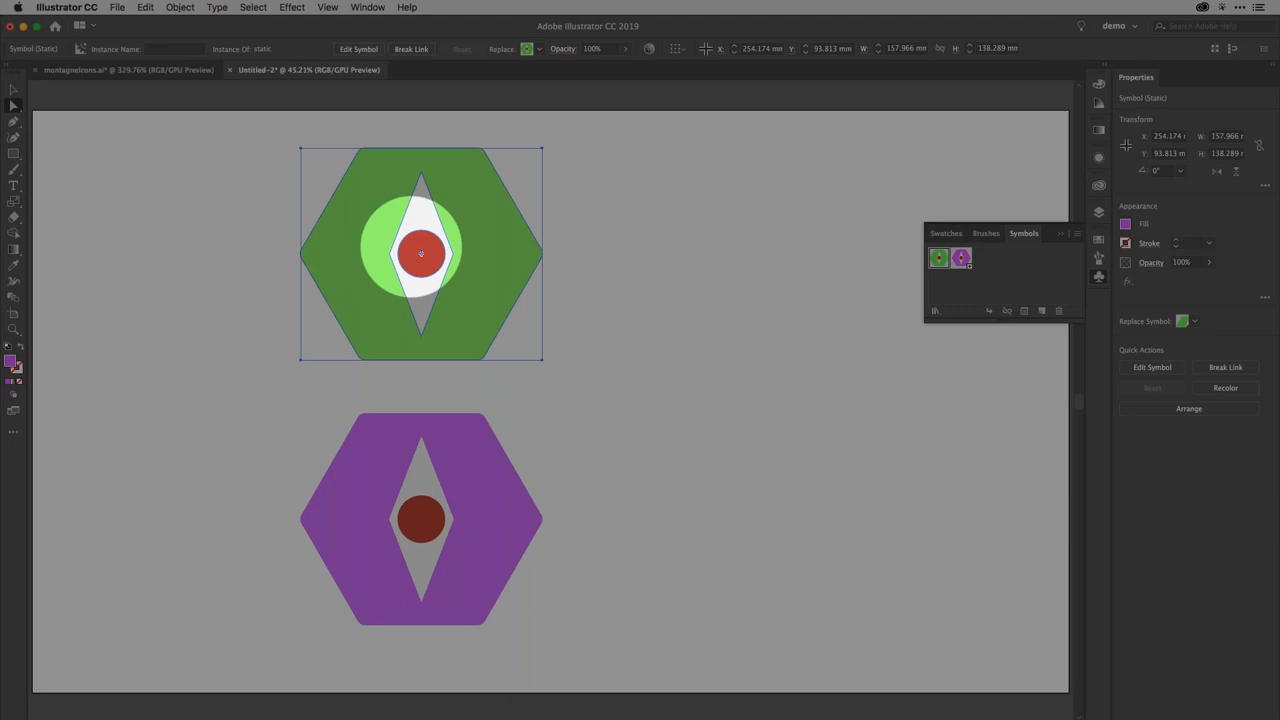 Illustrator CC File Edit Object Type Select Effect View Window Help
Adobe Illustrator CC 2019
demo
Search Adobe Help
Symbol (Static) Instance Name: Instance Of: static Edit Symbol Break Link Reset Replace: Opacity: 100% X: 254.174 mm Y: 93.813 mm W: 157.966 mm H: 138.289 mm
montagneIcons.ai* @ 329.76% (RGB/GPU Preview) Untitled-2* @ 45.21% (RGB/GPU Preview)
Properties
Symbol (Static)
Transform
X: 254.174 r W: 157.966 r
Y: 93.813 m H: 138.289 r
0°
Appearance
Fill
Stroke
Opacity 100%
fx.
Swatches Brushes Symbols
Replace Symbol:
Quick Actions
Edit Symbol Break Link
Reset Recolor
Arrange